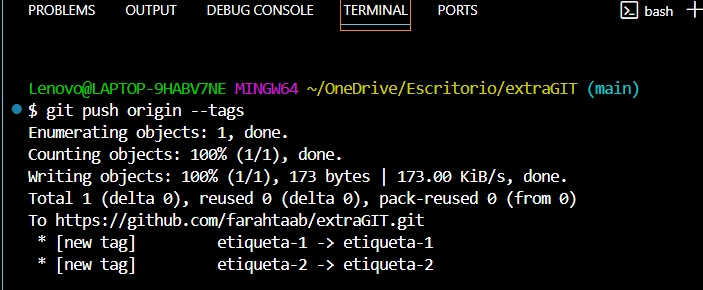 PROBLEMS OUTPUT DEBUG CONSOLE TERMINAL PORTS bash
Lenovo@LAPTOP-9HABV7NE MINGW64 ~/OneDrive/Escritorio/extraGIT (main)
$ git push origin --tags
Enumerating objects: 1, done.
Counting objects: 100% (1/1), done.
Writing objects: 100% (1/1), 173 bytes | 173.00 KiB/s, done.
Total 1 (delta 0), reused 0 (delta 0), pack-reused 0 (from 0)
To https://github.com/farahtaab/extraGIT.git
 * [new tag]         etiqueta-1 -> etiqueta-1
 * [new tag]         etiqueta-2 -> etiqueta-2